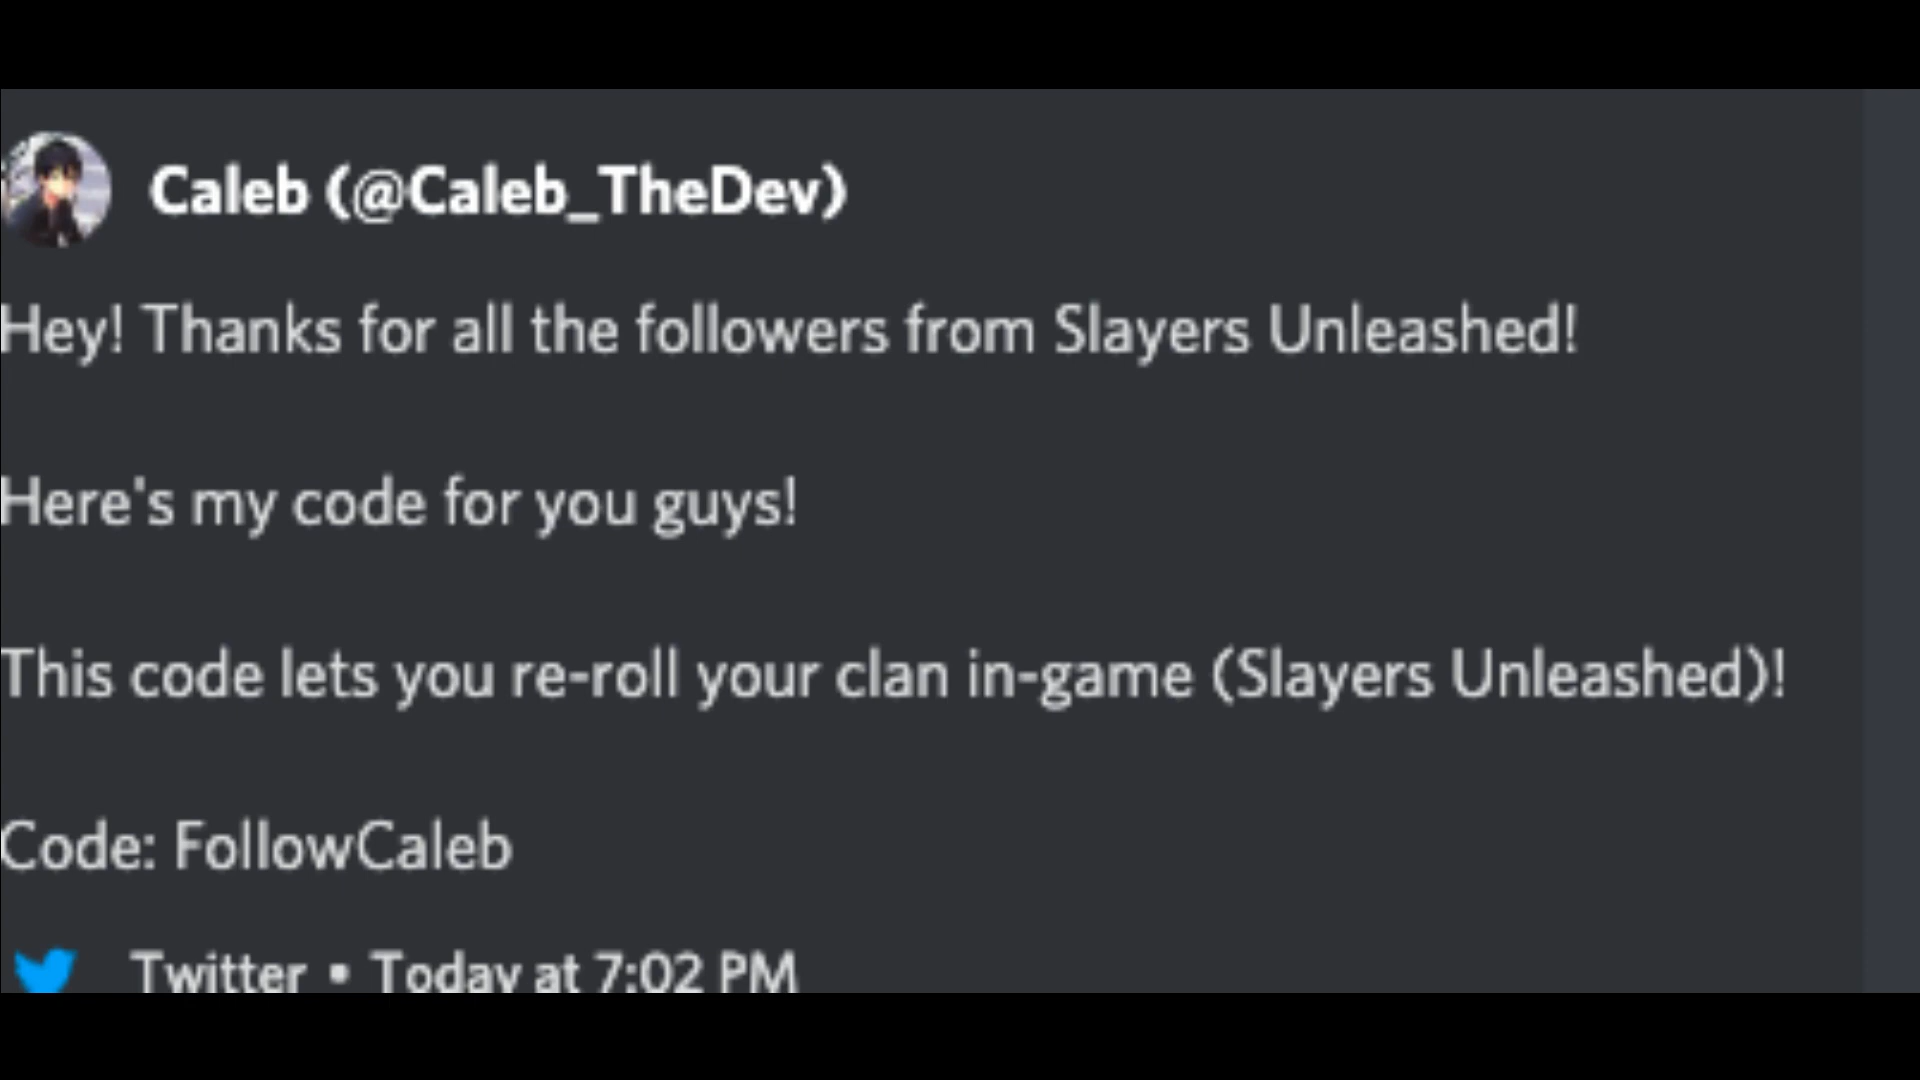 Caleb (@Caleb_TheDev)
Hey! Thanks for all the followers from Slayers Unleashed!
Here's my code for you guys!
This code lets you re-roll your clan in-game (Slayers Unleashed)!
Code: FollowCaleb
Twitter • Today at 7:02 PM